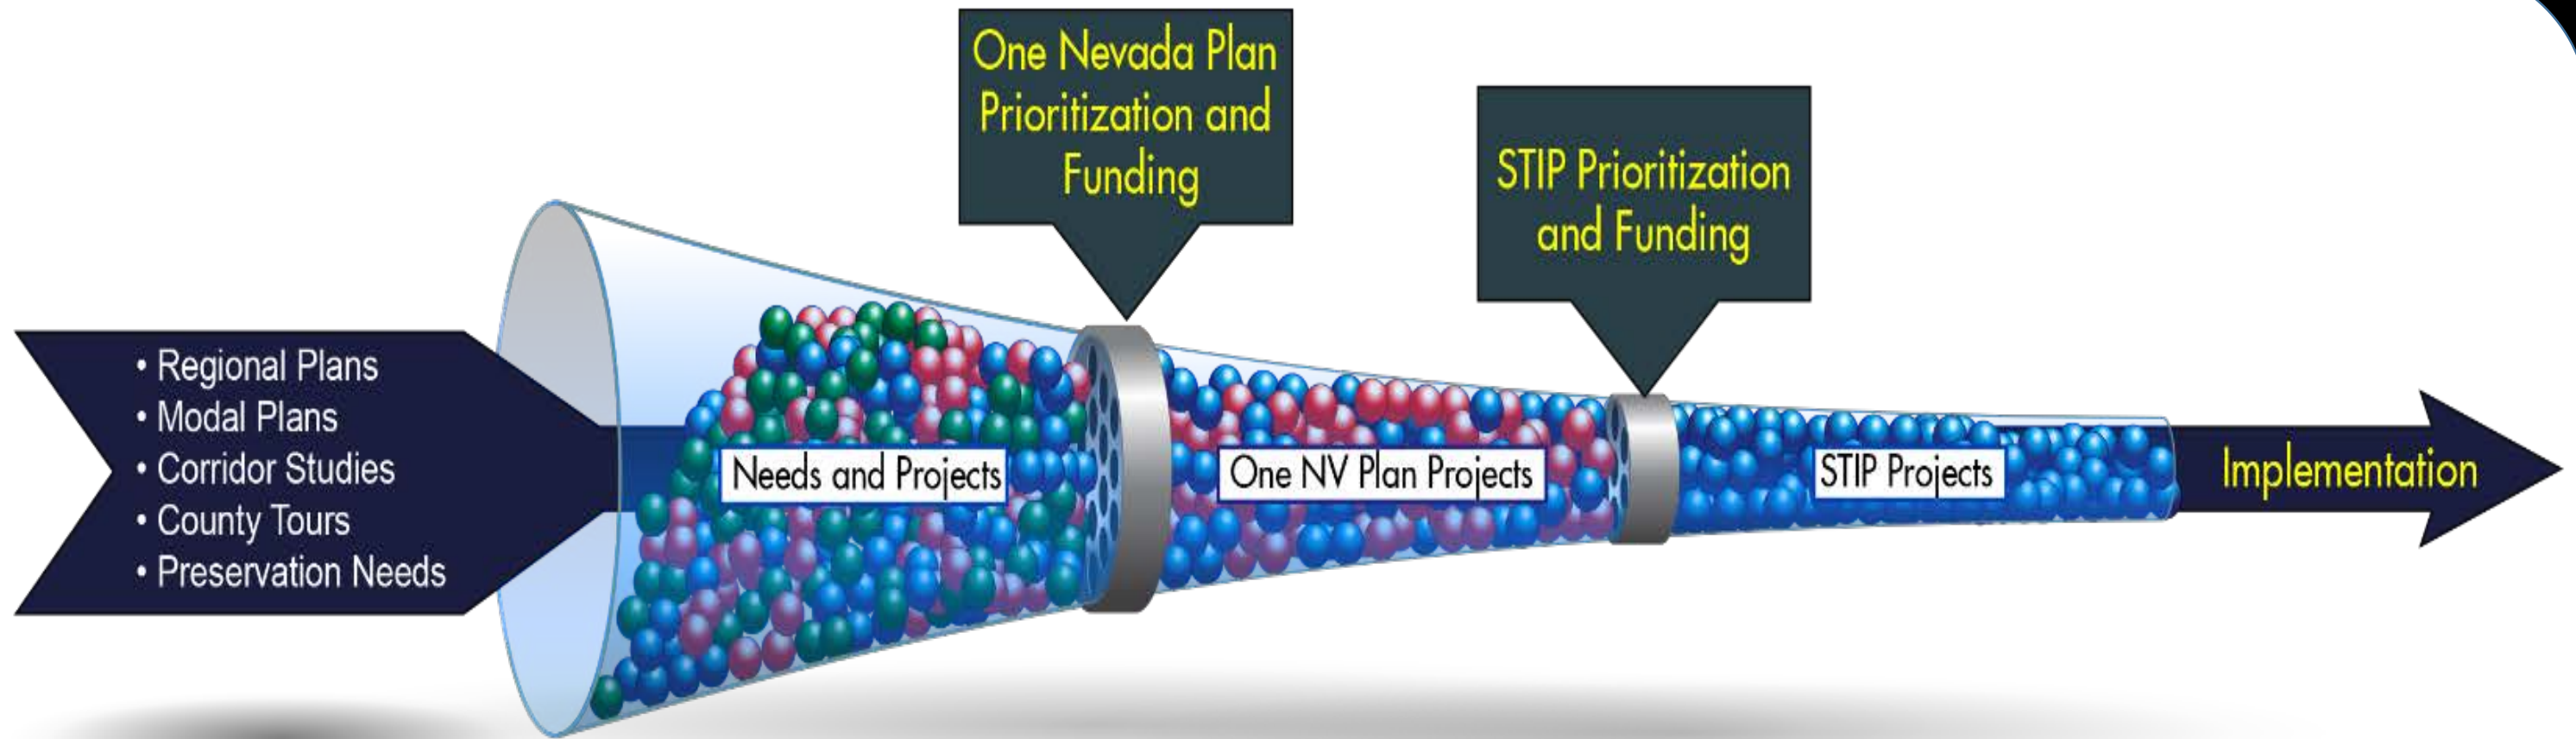 One Nevada Plan
Prioritization and
Funding
STIP Prioritization
and Funding
• Regional Plans
• Modal Plans
• Corridor Studies
• County Tours
• Preservation Needs
Needs and Projects
One NV Plan Projects
STIP Projects
Implementation